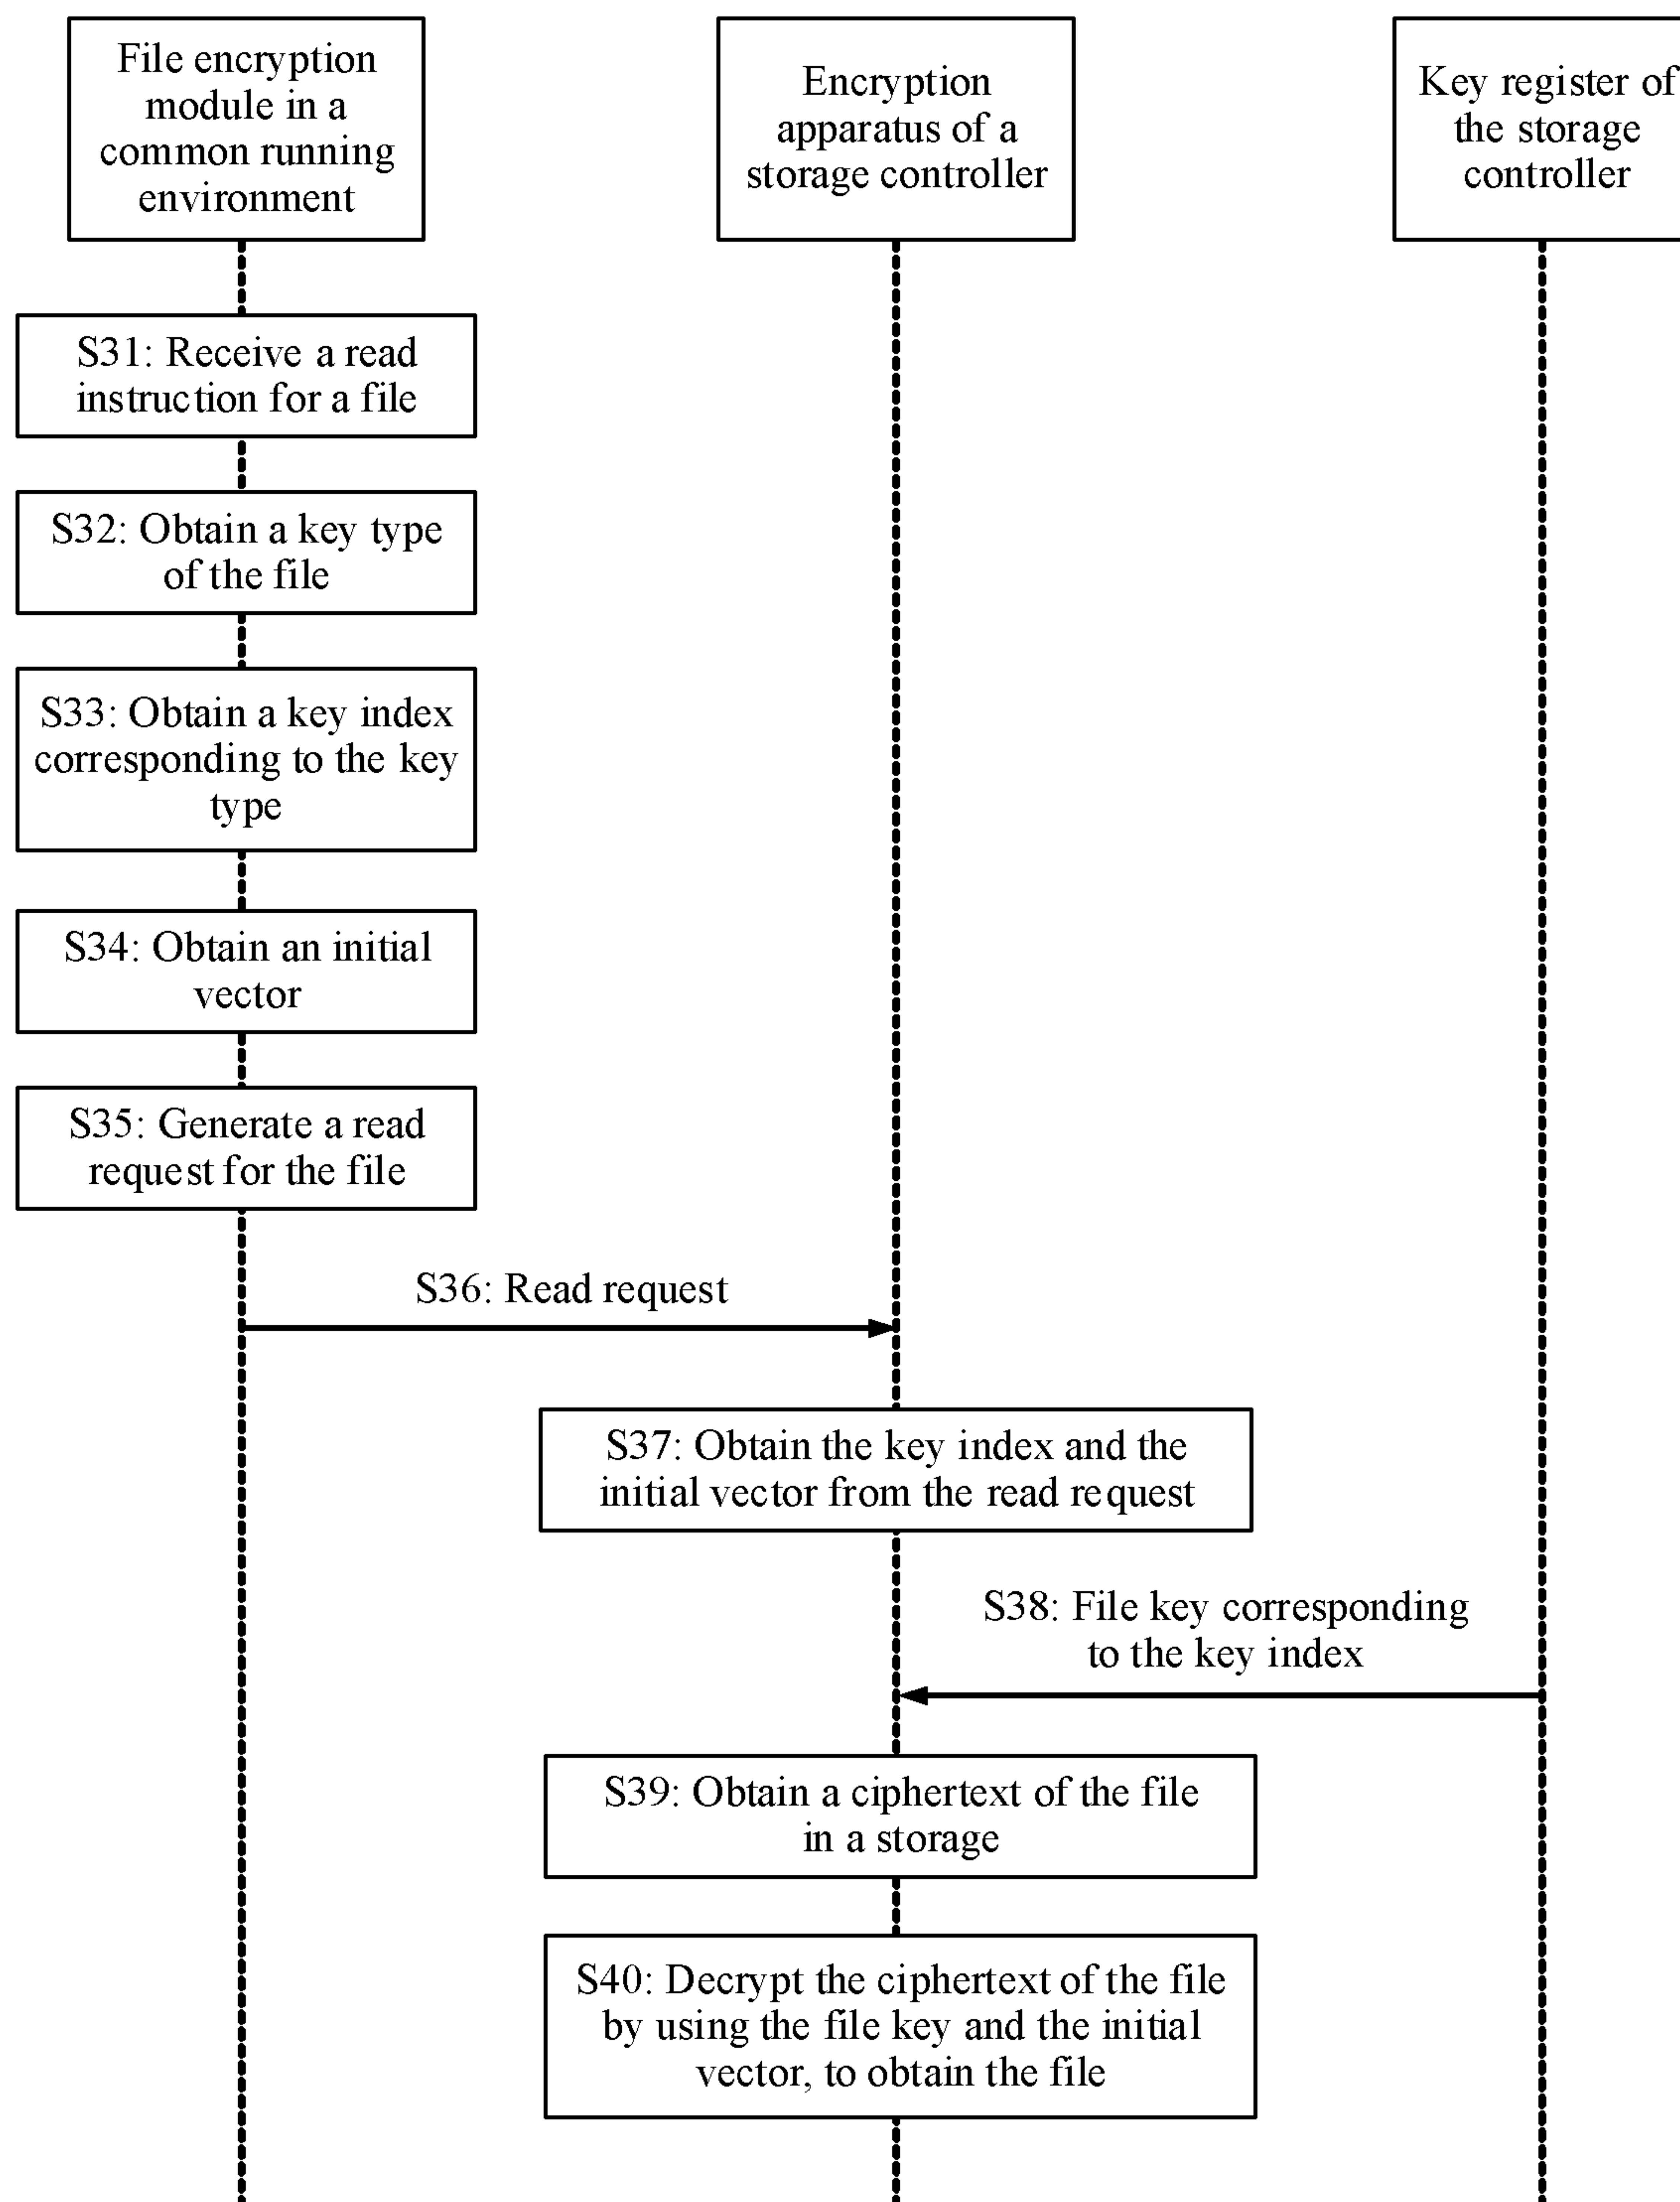 File encryption
module in a
common running
environment
Encryption
apparatus of a
storage controller
Key register of
the storage
controller
S31: Receive a read
instruction for a file
S32: Obtain a key type
of the file
S33: Obtain a key index
corresponding to the key
type
S34: Obtain an initial
vector
S35: Generate a read
request for the file
S36: Read request
S37: Obtain the key index and the
initial vector from the read request
S38: File key corresponding
to the key index
S39: Obtain a ciphertext of the file
in a storage
S40: Decrypt the ciphertext of the file
by using the file key and the initial
vector, to obtain the file